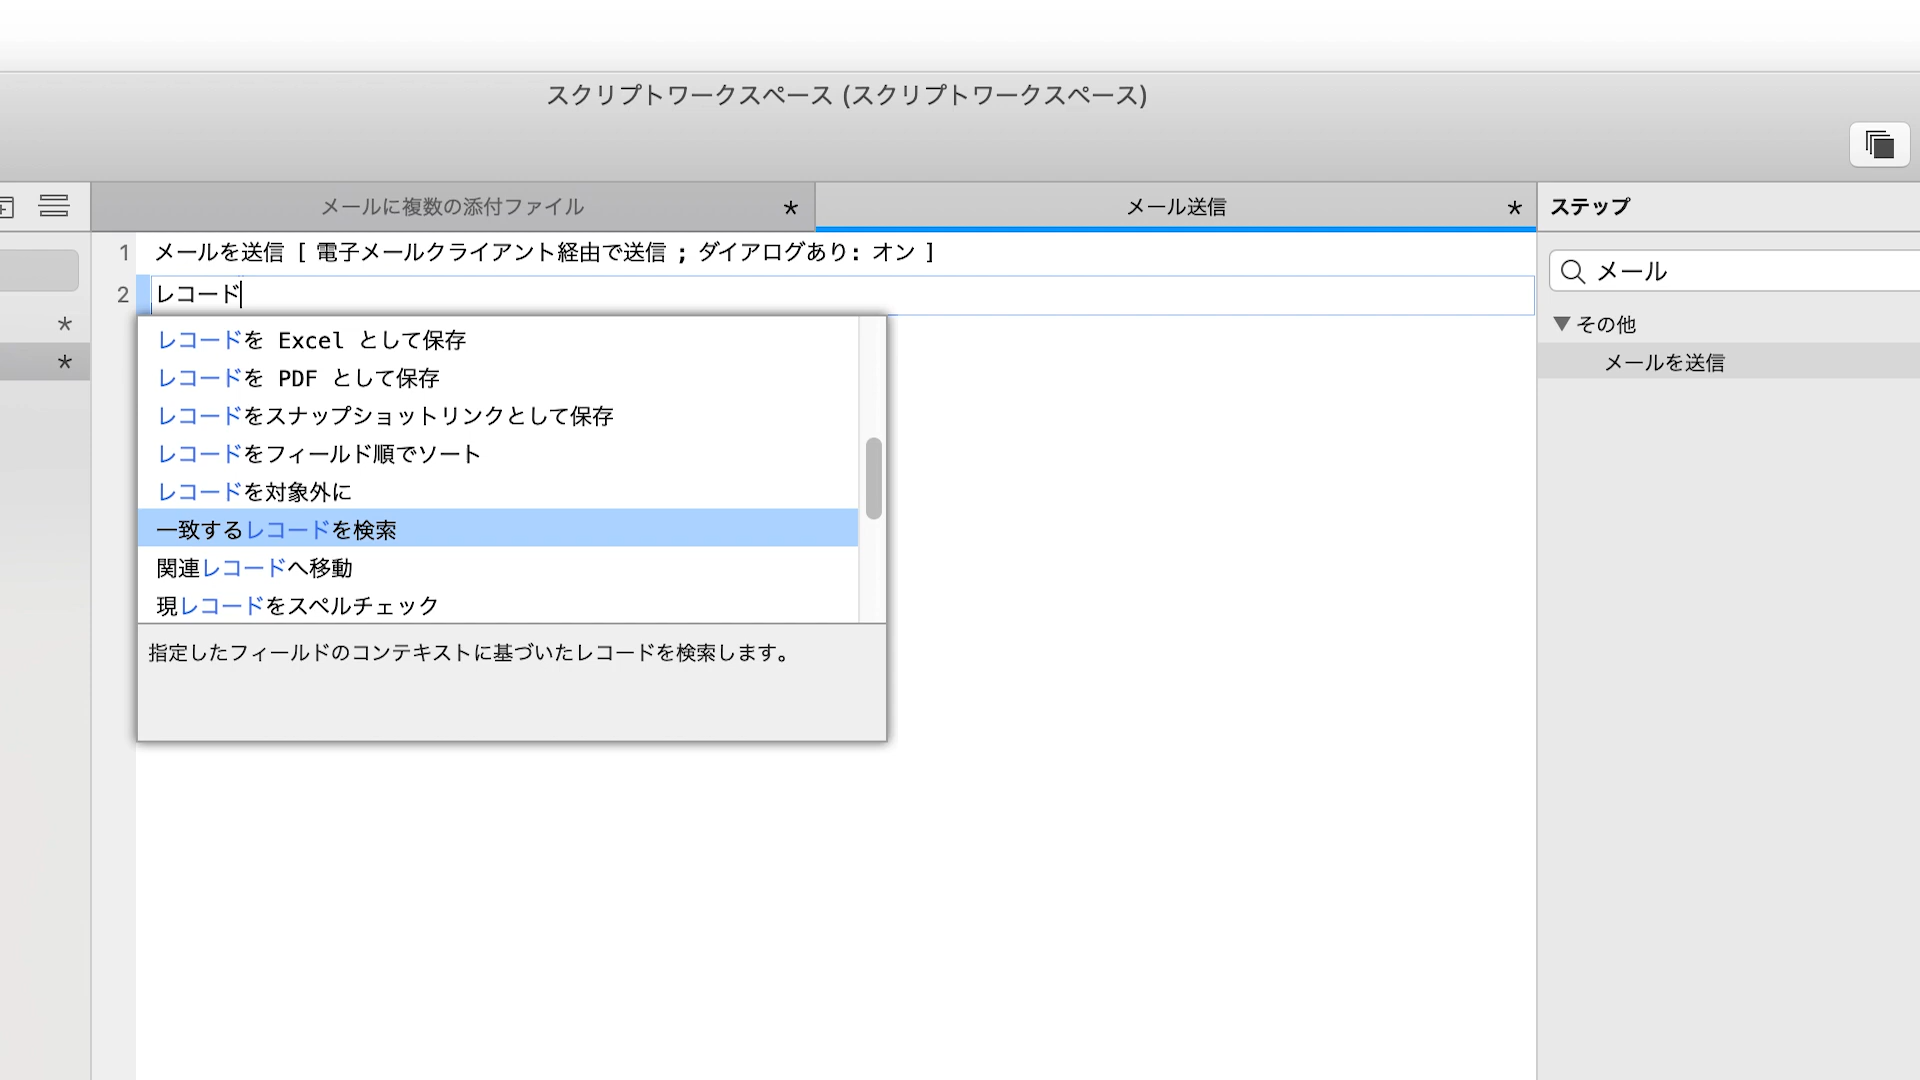 スクリプトワークスペース (スクリプトワークスペース)
メールに複数の添付ファイル *
メール送信 *
ステップ
1 メールを送信 [ 電子メールクライアント経由で送信 ; ダイアログあり: オン ]
2 レコード
メール
*
*
その他
メールを送信
レコードを Excel として保存
レコードを PDF として保存
レコードをスナップショットリンクとして保存
レコードをフィールド順でソート
レコードを対象外に
一致するレコードを検索
関連レコードへ移動
現レコードをスペルチェック
指定したフィールドのコンテキストに基づいたレコードを検索します。